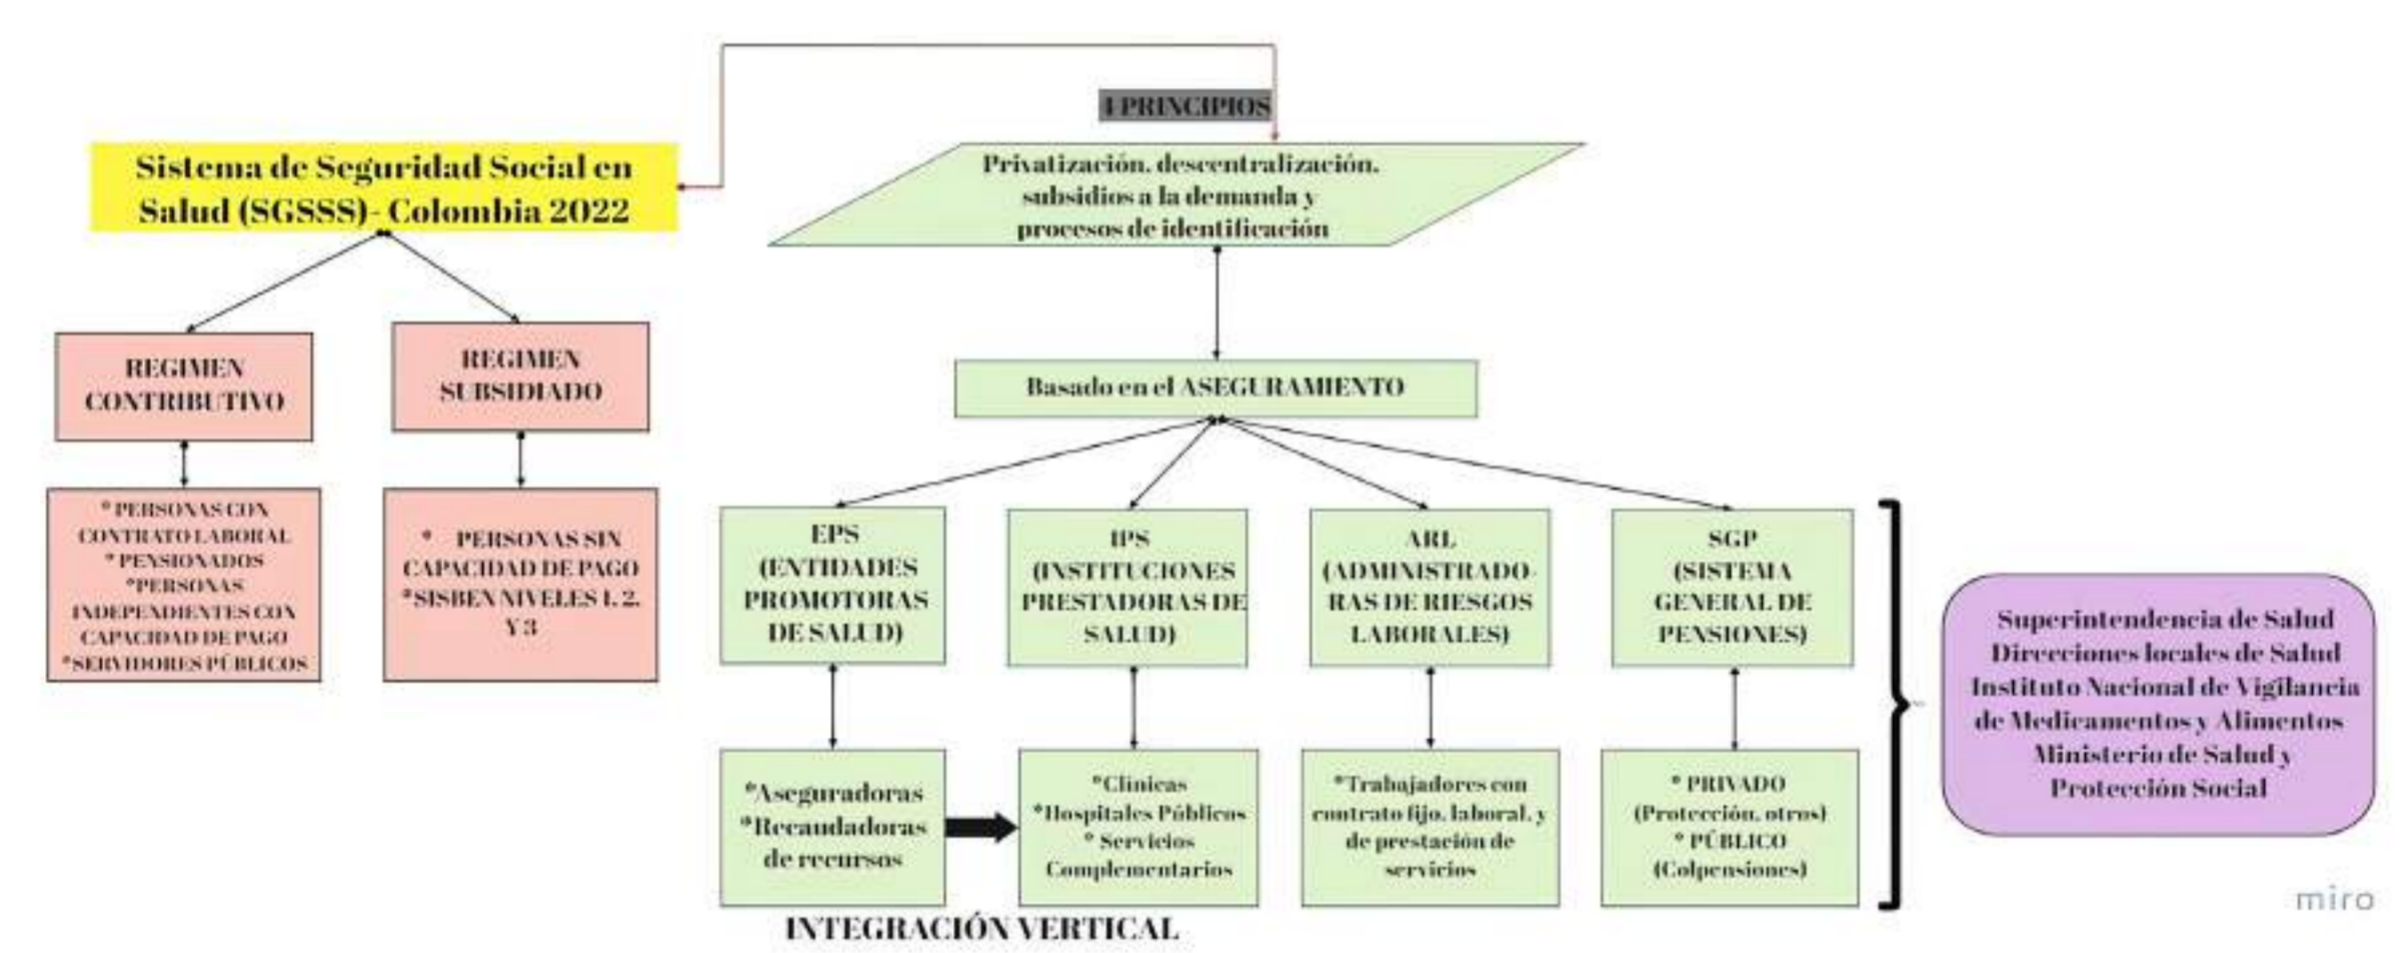 4 PRINCIPIOS
Sistema de Seguridad Social en
Salud (SGSSS)- Colombia 2022
Privatización, descentralización,
subsidios a la demanda y
procesos de identificación
REGIMEN
CONTRIBUTIVO
REGIMEN
SUBSIDIADO
Basado en el ASEGURAMIENTO
* PERSONAS CON
CONTRATO LABORAL
* PENSIONADOS
*PERSONAS
INDEPENDIENTES CON
CAPACIDAD DE PAGO
*SERVIDORES PÚBLICOS
* PERSONAS SIN
CAPACIDAD DE PAGO
*SISBEN NIVELES 1, 2,
Y 3
EPS
(ENTIDADES
PROMOTORAS
DE SALUD)
IPS
(INSTITUCIONES
PRESTADORAS DE
SALUD)
ARL
(ADMINISTRADO-
RAS DE RIESGOS
LABORALES)
SGP
(SISTEMA
GENERAL DE
PENSIONES)
*Aseguradoras
*Recaudadoras
de recursos
*Clínicas
*Hospitales Públicos
* Servicios
Complementarios
*Trabajadores con
contrato fijo, laboral, y
de prestación de
servicios
* PRIVADO
(Protección, otros)
* PÚBLICO
(Colpensiones)
Superintendencia de Salud
Direcciones locales de Salud
Instituto Nacional de Vigilancia
de Medicamentos y Alimentos
Ministerio de Salud y
Protección Social
INTEGRACIÓN VERTICAL
miro